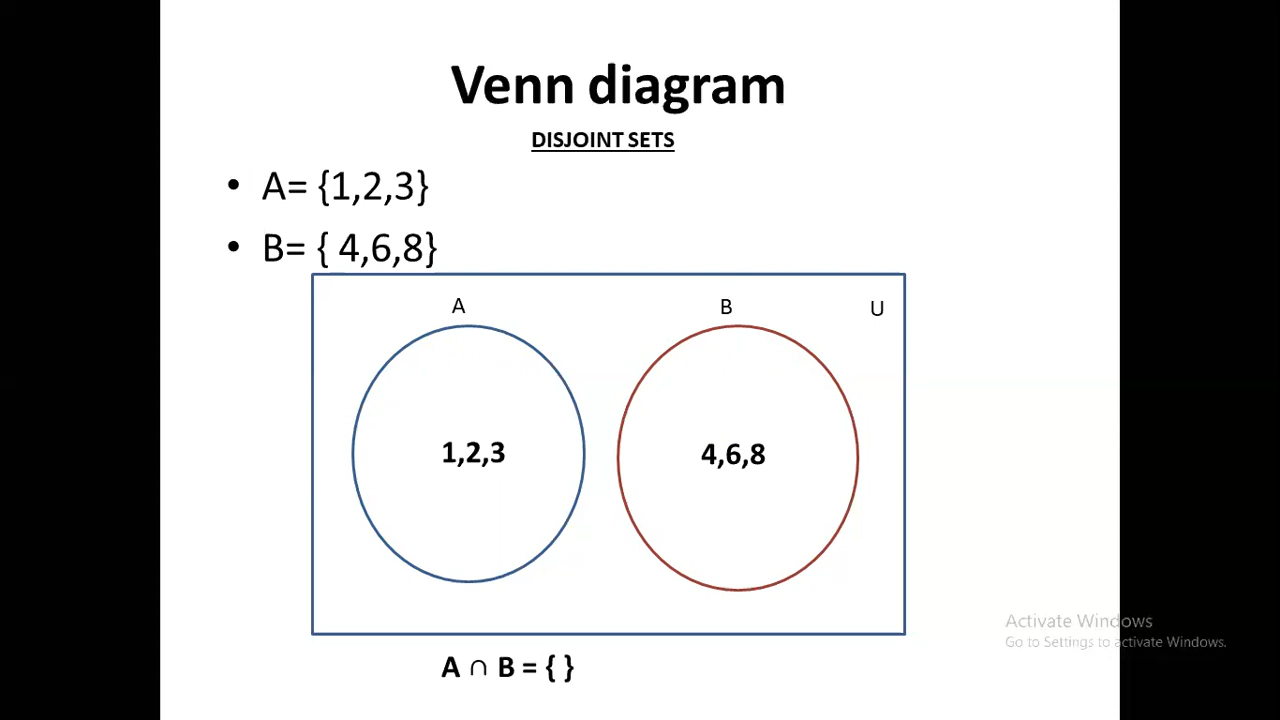 Venn diagram
DISJOINT SETS
• A= {1,2,3}
• B= { 4,6,8}
A B U
1,2,3 4,6,8
A ∩ B = { }
Activate Windows
Go to Settings to activate Windows.